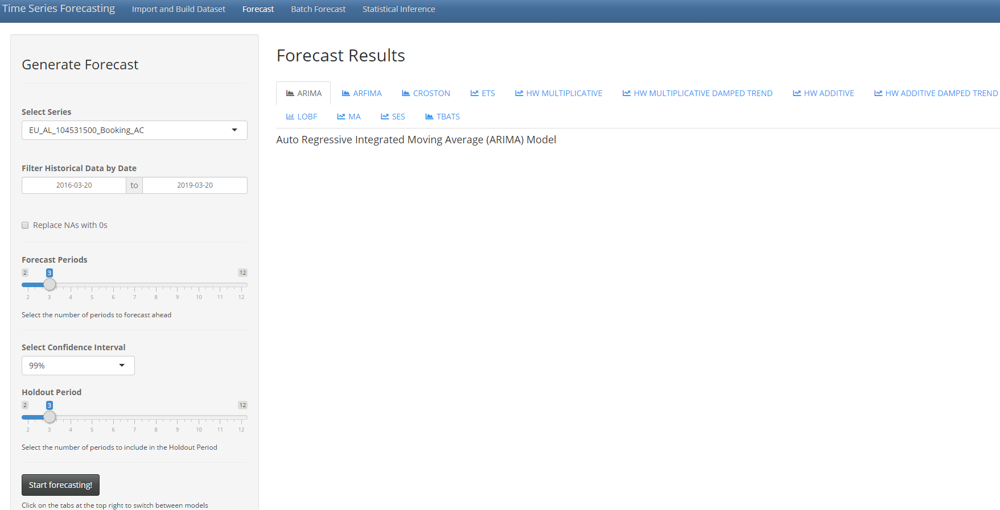 Time Series Forecasting Import and Build Dataset Forecast Batch Forecast Statistical Inference
Generate Forecast
Select Series
EU_AL_104531500_Booking_AC
Filter Historical Data by Date
2016-03-20 to 2019-03-20
Replace NAs with 0s
Forecast Periods
2 3 12
2 3 4 5 6 7 8 9 10 11 12
Select the number of periods to forecast ahead
Select Confidence Interval
99%
Holdout Period
2 3 12
2 3 4 5 6 7 8 9 10 11 12
Select the number of periods to include in the Holdout Period
Start forecasting!
Click on the tabs at the top right to switch between models
Forecast Results
ARIMA ARFIMA CROSTON ETS HW MULTIPLICATIVE HW MULTIPLICATIVE DAMPED TREND HW ADDITIVE HW ADDITIVE DAMPED TREND
LOBF MA SES TBATS
Auto Regressive Integrated Moving Average (ARIMA) Model